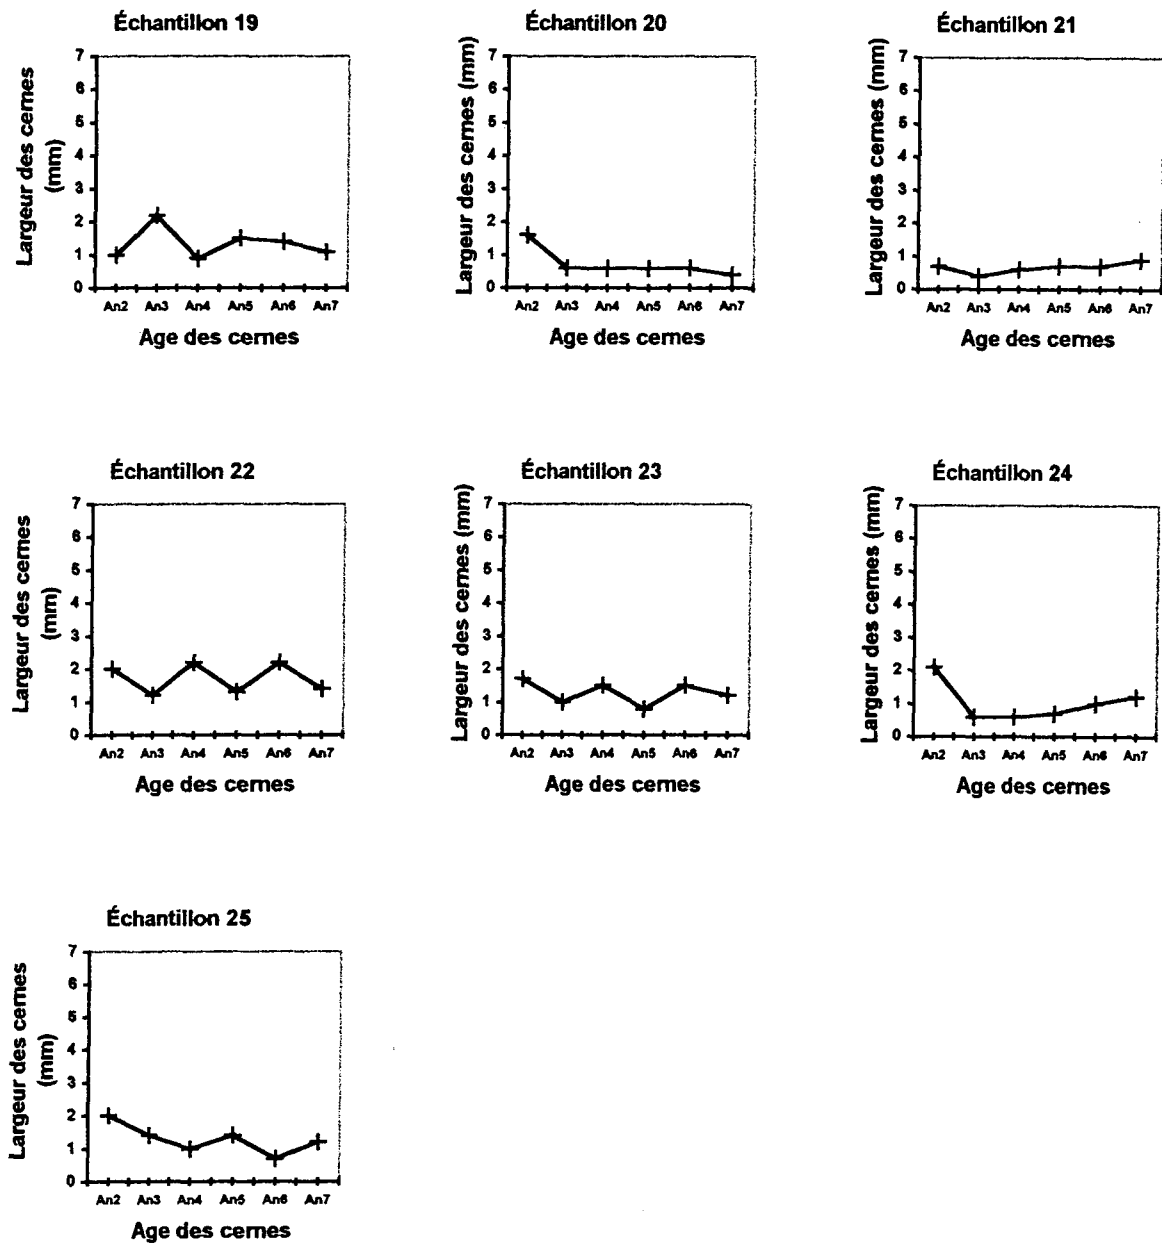 Échantillon 19
Largeur des cernes
(mm)
7
6
5
4
3
2
1
0
An2 An3 An4 An5 An6 An7
Age des cernes
Échantillon 20
Largeur des cernes (mm)
7
6
5
4
3
2
1
0
An2 An3 An4 An5 An6 An7
Age des cernes
Échantillon 21
Largeur des cernes (mm)
7
6
5
4
3
2
1
0
An2 An3 An4 An5 An6 An7
Age des cernes
Échantillon 22
Largeur des cernes
(mm)
7
6
5
4
3
2
1
0
An2 An3 An4 An5 An6 An7
Age des cernes
Échantillon 23
Largeur des cernes (mm)
7
6
5
4
3
2
1
0
An2 An3 An4 An5 An6 An7
Age des cernes
Échantillon 24
Largeur des cernes (mm)
7
6
5
4
3
2
1
0
An2 An3 An4 An5 An6 An7
Age des cernes
Échantillon 25
Largeur des cernes
(mm)
7
6
5
4
3
2
1
0
An2 An3 An4 An5 An6 An7
Age des cernes